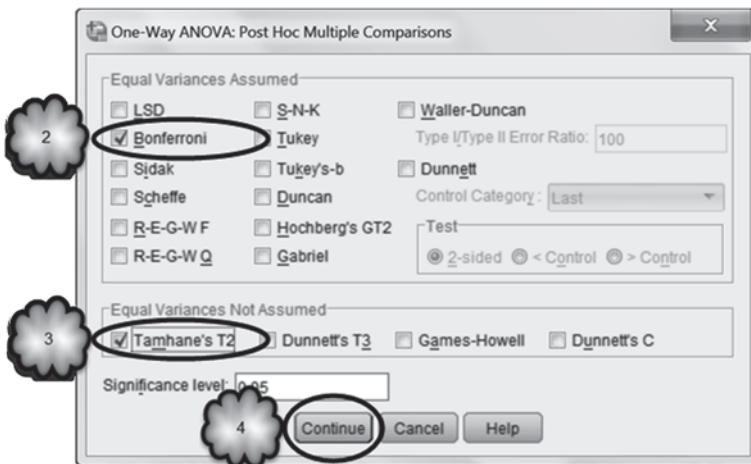 One-Way ANOVA: Post Hoc Multiple Comparisons
X
Equal Variances Assumed
LSD S-N-K Waller-Duncan
2 Bonferroni Tukey Type I/Type II Error Ratio: 100
Sidak Tukey's-b Dunnett
Scheffe Duncan Control Category: Last
R-E-G-W F Hochberg's GT2 Test
R-E-G-W Q Gabriel 2-sided < Control > Control
Equal Variances Not Assumed
3 Tamhane's T2 Dunnett's T3 Games-Howell Dunnett's C
Significance level: 0.05
4 Continue Cancel Help